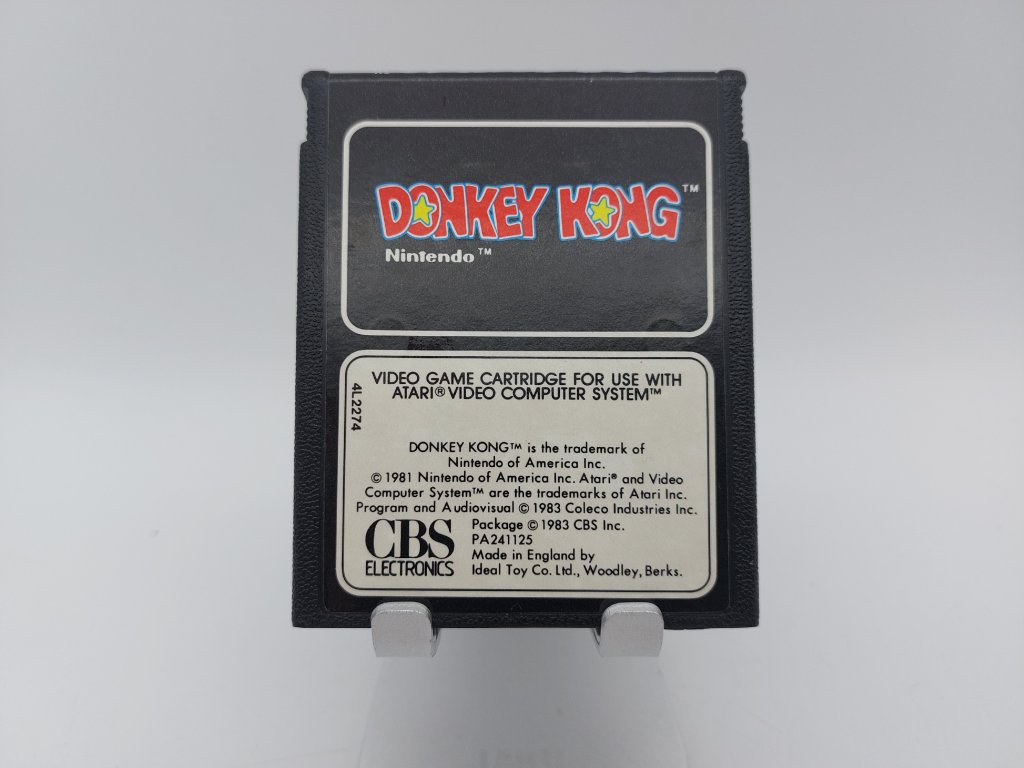 DONKEY KONG™
Nintendo™
VIDEO GAME CARTRIDGE FOR USE WITH
ATARI® VIDEO COMPUTER SYSTEM™
4L2274
DONKEY KONG™ is the trademark of
Nintendo of America Inc.
© 1981 Nintendo of America Inc. Atari® and Video
Computer System™ are the trademarks of Atari Inc.
Program and Audiovisual © 1983 Coleco Industries Inc.
Package © 1983 CBS Inc.
PA241125
Made in England by
Ideal Toy Co. Ltd., Woodley, Berks.
CBS
ELECTRONICS